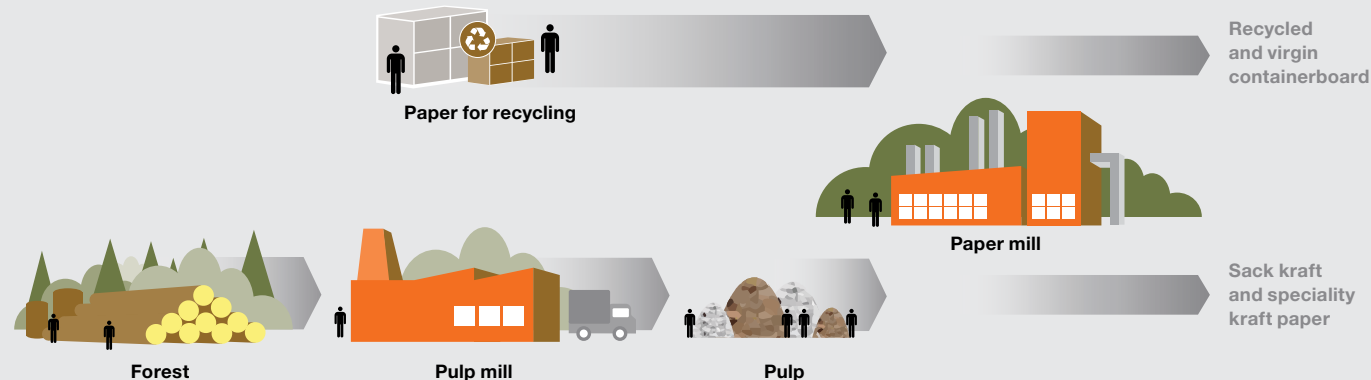 Recycled
and virgin
containerboard
Paper for recycling
Paper mill
Sack kraft
and speciality
kraft paper
Forest
Pulp mill
Pulp